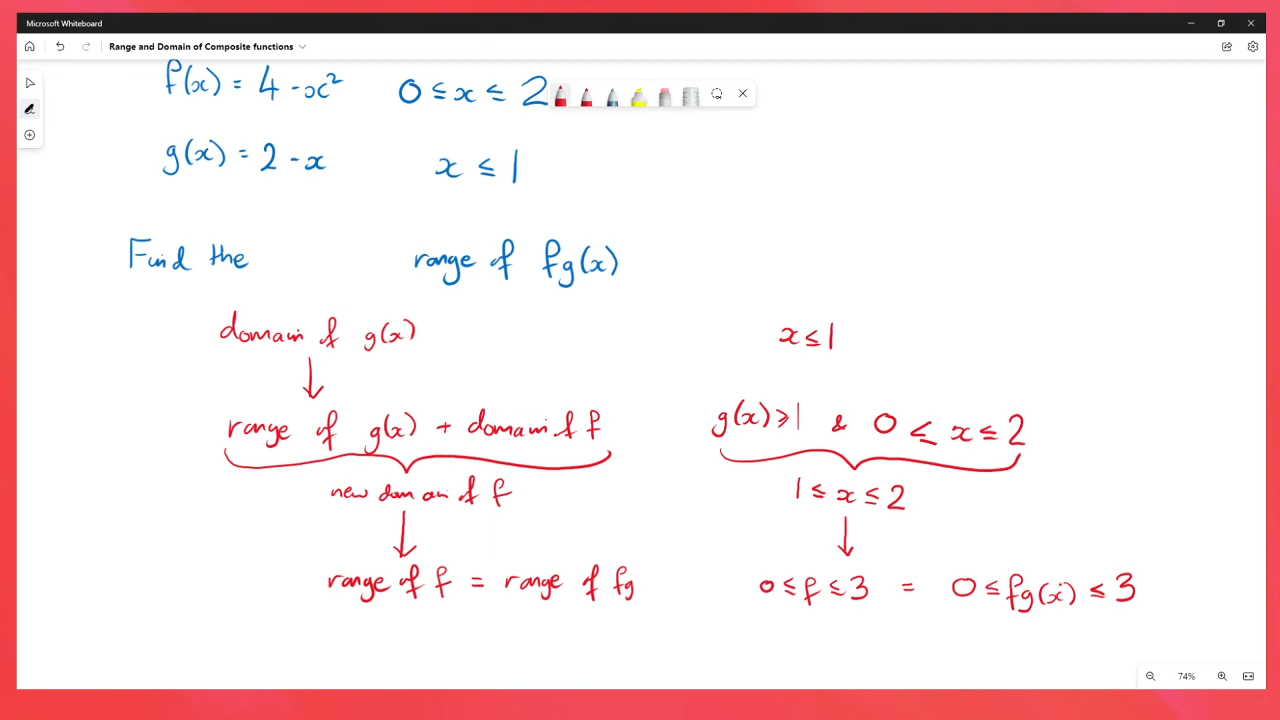 Microsoft Whiteboard
Range and Domain of Composite functions
f(x) = 4 - x² 0 ≤ x ≤ 2
g(x) = 2 - x x ≤ 1
Find the range of fg(x)
domain of g(x) x ≤ 1
range of g(x) + domain of f g(x) ≥ 1 & 0 ≤ x ≤ 2
new domain of f 1 ≤ x ≤ 2
range of f = range of fg 0 ≤ f ≤ 3 = 0 ≤ fg(x) ≤ 3
74%